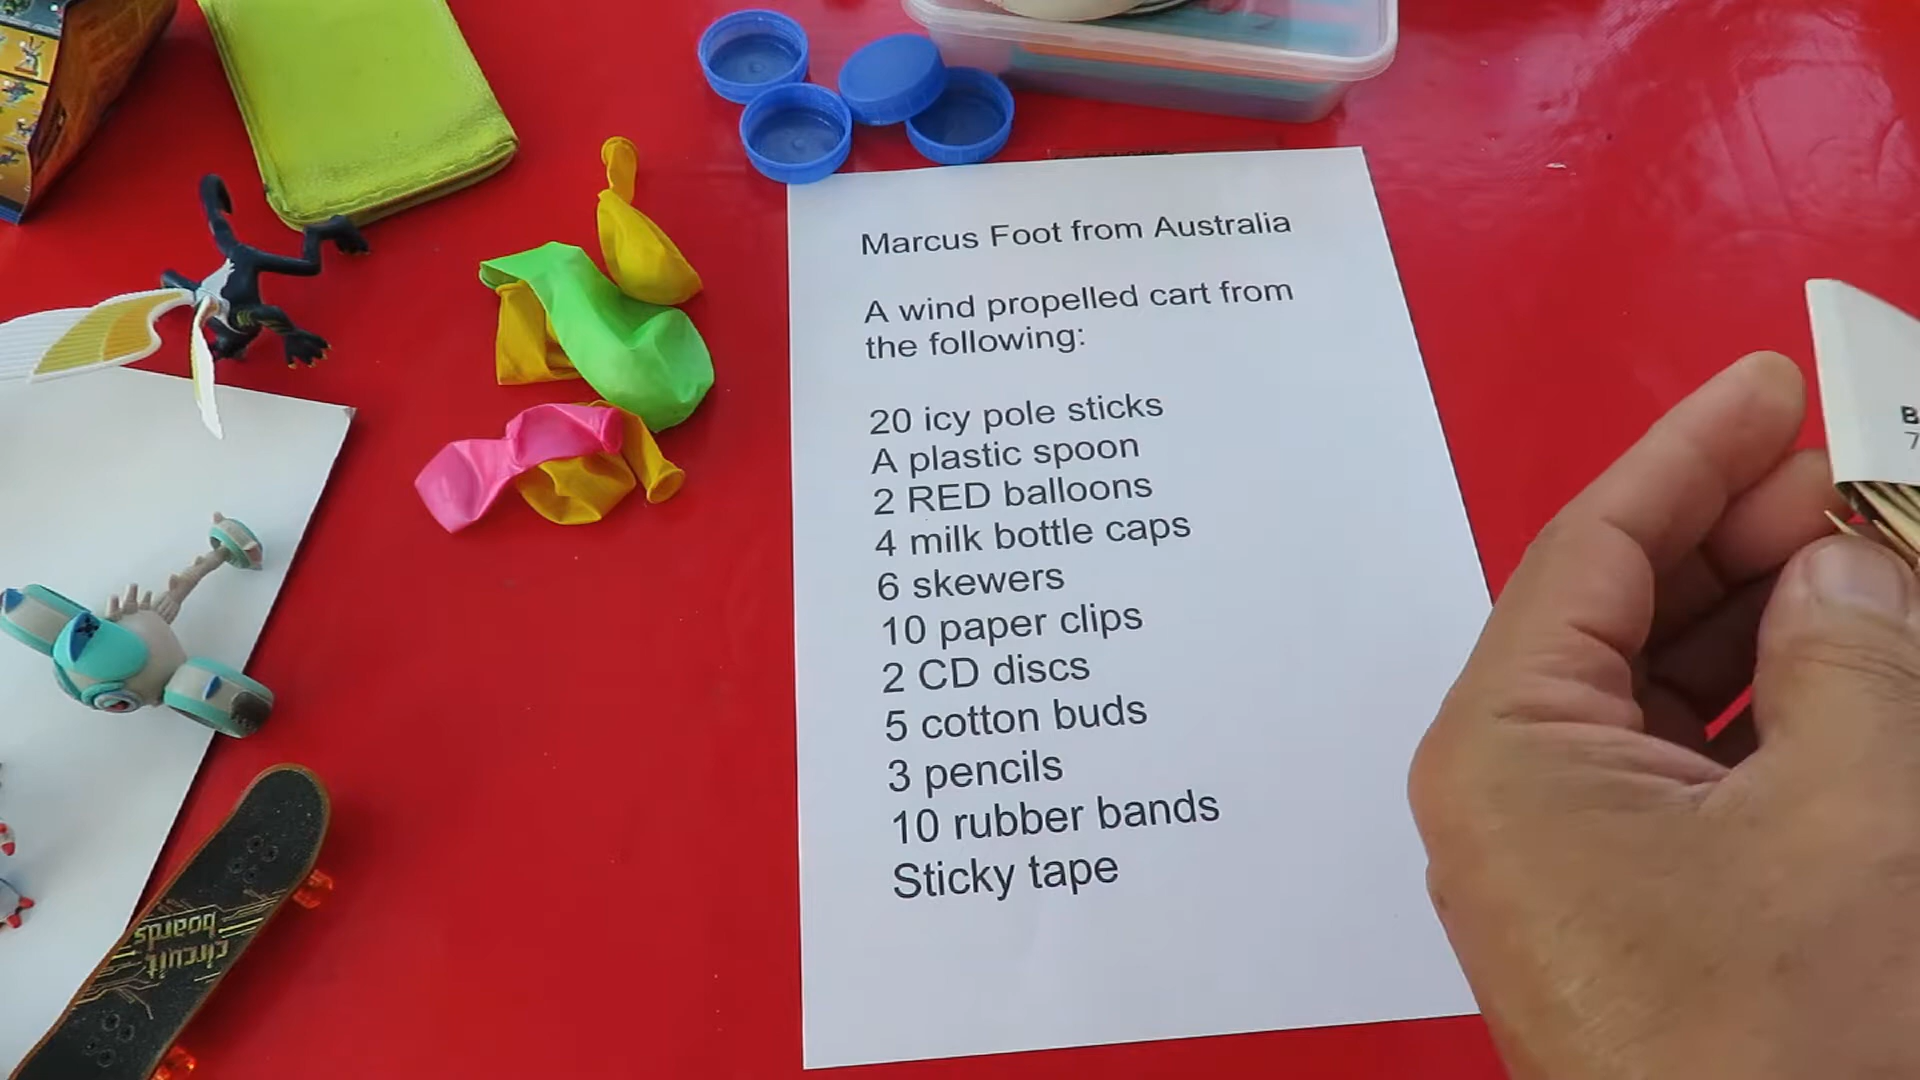 Marcus Foot from Australia
A wind propelled cart from
the following:
20 icy pole sticks
A plastic spoon
2 RED balloons
4 milk bottle caps
6 skewers
10 paper clips
2 CD discs
5 cotton buds
3 pencils
10 rubber bands
Sticky tape
circuit
boards